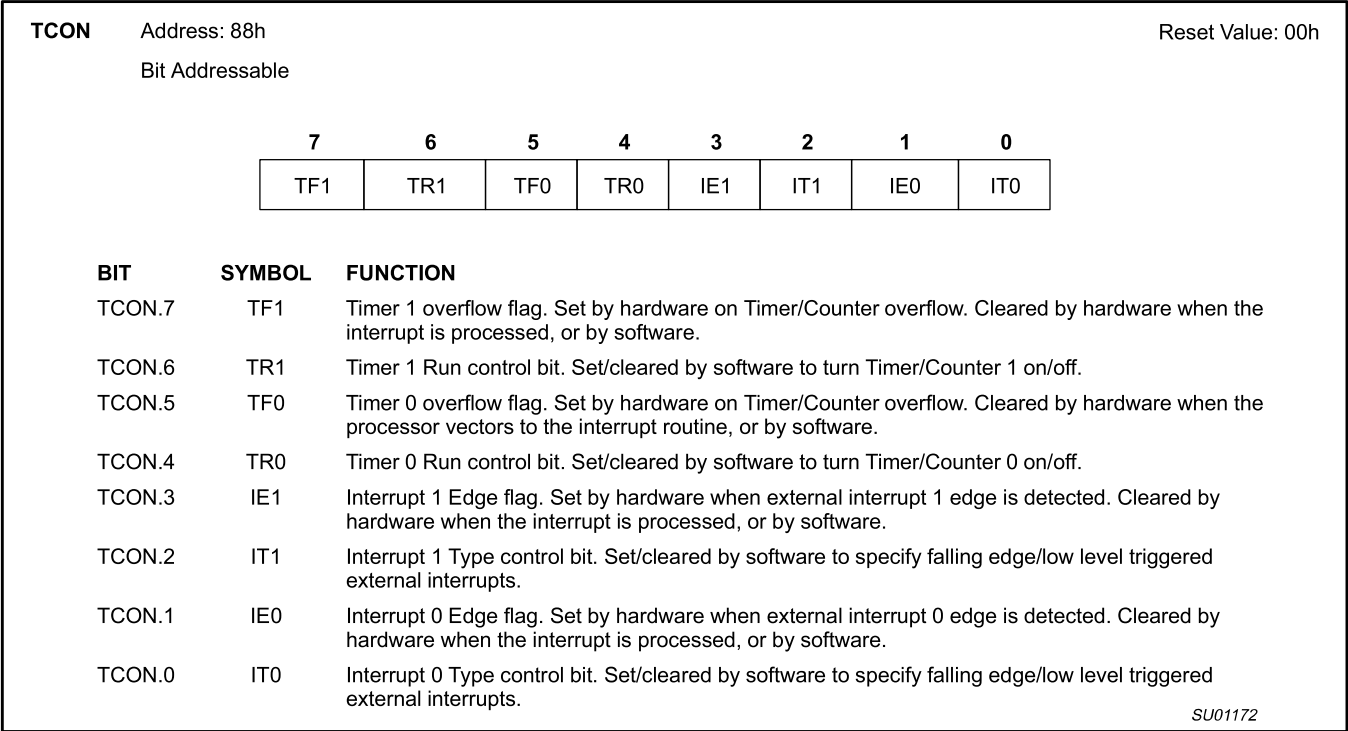 TCON Address: 88h Reset Value: 00h
Bit Addressable
7 6 5 4 3 2 1 0
TF1 TR1 TF0 TR0 IE1 IT1 IE0 IT0
BIT SYMBOL FUNCTION
TCON.7 TF1 Timer 1 overflow flag. Set by hardware on Timer/Counter overflow. Cleared by hardware when the
interrupt is processed, or by software.
TCON.6 TR1 Timer 1 Run control bit. Set/cleared by software to turn Timer/Counter 1 on/off.
TCON.5 TF0 Timer 0 overflow flag. Set by hardware on Timer/Counter overflow. Cleared by hardware when the
processor vectors to the interrupt routine, or by software.
TCON.4 TR0 Timer 0 Run control bit. Set/cleared by software to turn Timer/Counter 0 on/off.
TCON.3 IE1 Interrupt 1 Edge flag. Set by hardware when external interrupt 1 edge is detected. Cleared by
hardware when the interrupt is processed, or by software.
TCON.2 IT1 Interrupt 1 Type control bit. Set/cleared by software to specify falling edge/low level triggered
external interrupts.
TCON.1 IE0 Interrupt 0 Edge flag. Set by hardware when external interrupt 0 edge is detected. Cleared by
hardware when the interrupt is processed, or by software.
TCON.0 IT0 Interrupt 0 Type control bit. Set/cleared by software to specify falling edge/low level triggered
external interrupts.
SU01172